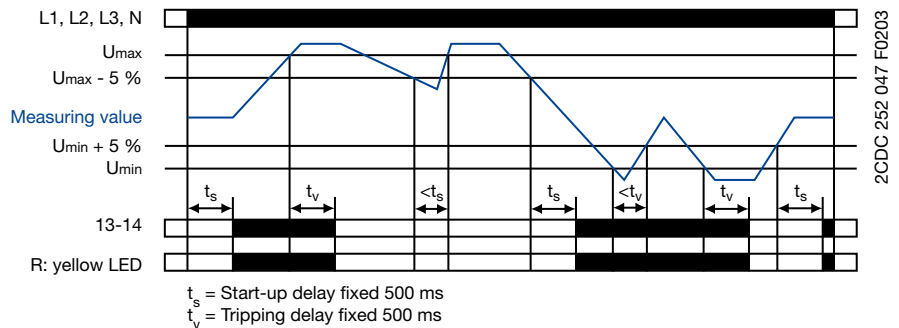 L1, L2, L3, N
Umax
Umax - 5 %
Measuring value
Umin + 5 %
Umin
ts tv <ts ts <tv tv ts
13-14
R: yellow LED
ts = Start-up delay fixed 500 ms
tv = Tripping delay fixed 500 ms
2CDC 252 047 F0203